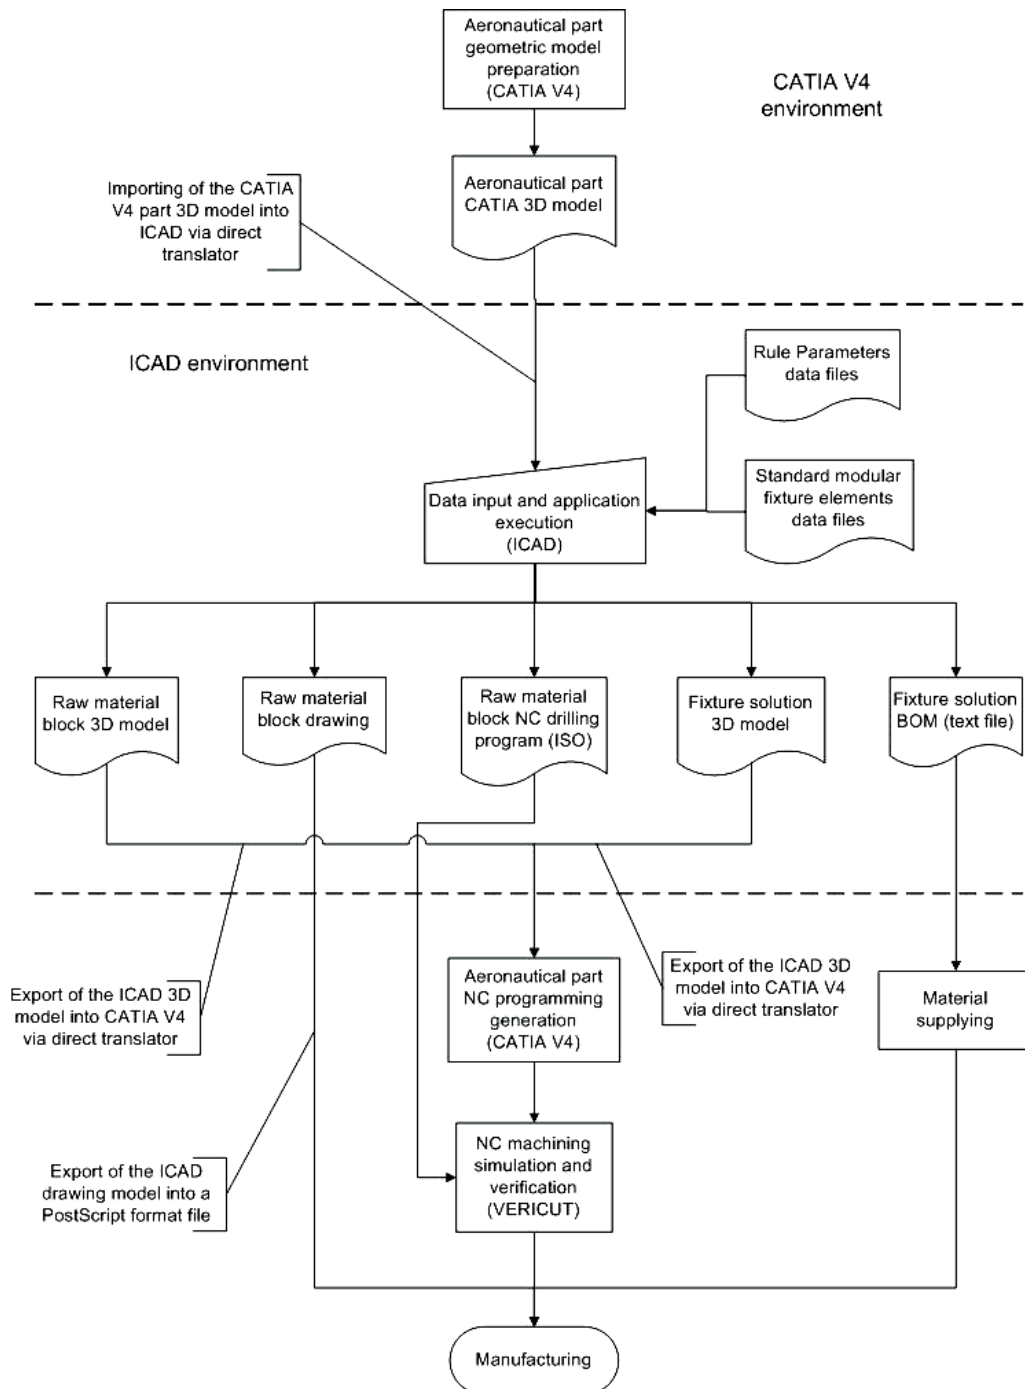 Aeronautical part
geometric model
preparation
(CATIA V4)
CATIA V4
environment
Aeronautical part
CATIA 3D model
Importing of the CATIA
V4 part 3D model into
ICAD via direct
translator
ICAD environment
Rule Parameters
data files
Standard modular
fixture elements
data files
Data input and application
execution
(ICAD)
Raw material
block 3D model
Raw material
block drawing
Raw material
block NC drilling
program (ISO)
Fixture solution
3D model
Fixture solution
BOM (text file)
Export of the ICAD 3D
model into CATIA V4
via direct translator
Aeronautical part
NC programming
generation
(CATIA V4)
Export of the ICAD 3D
model into CATIA V4
via direct translator
Material
supplying
Export of the ICAD
drawing model into a
PostScript format file
NC machining
simulation and
verification
(VERICUT)
Manufacturing